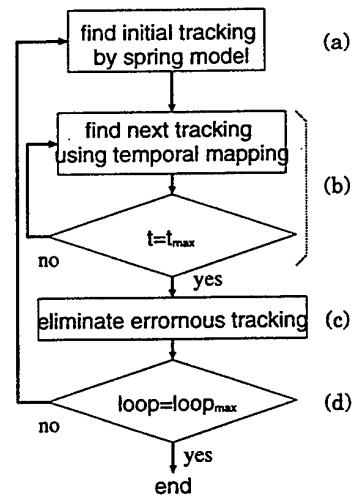 find initial tracking
by spring model
(a)
find next tracking
using temporal mapping
(b)
t=tmax
no
yes
eliminate errornous tracking
(c)
loop=loopmax
(d)
no
yes
end